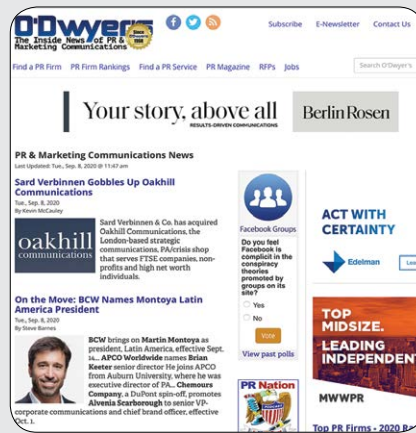 O'Dwyer's
Since 1968
The Inside News of PR &
Marketing Communications
Subscribe E-Newsletter Contact Us
Find a PR Firm PR Firm Rankings Find a PR Service PR Magazine RFPs Jobs
Search O'Dwyer's
Your story, above all
RESULTS-DRIVEN COMMUNICATIONS
BerlinRosen
PR & Marketing Communications News
Last Updated: Tue., Sep. 8, 2020 @ 11:47 am
Sard Verbinnen Gobbles Up Oakhill
Communications
Tue., Sep. 8, 2020
By Kevin McCauley
oakhill
communications
Sard Verbinnen & Co. has acquired
Oakhill Communications, the
London-based strategic
communications, PA/crisis shop
that serves FTSE companies, non-
profits and high net worth
individuals.
On the Move: BCW Names Montoya Latin
America President
Tue., Sep. 8, 2020
By Steve Barnes
BCW brings on Martin Montoya as
president, Latin America, effective Sept.
14... APCO Worldwide names Brian
Keeter senior director He joins APCO
from Auburn University, where he was
executive director of PA... Chemours
Company, a DuPont spin-off, promotes
Alvenia Scarborough to senior VP-
corporate communications and chief brand officer, effective
Oct. 1.
Facebook Groups
Do you feel
Facebook is
complicit in the
conspiracy
theories
promoted by
groups on its
site?
Yes
No
Vote
View past polls
PR Nation
ACT WITH
CERTAINTY
Edelman
TOP
MIDSIZE.
LEADING
INDEPENDENT
MWWPR
Top PR Firms - 2020 R